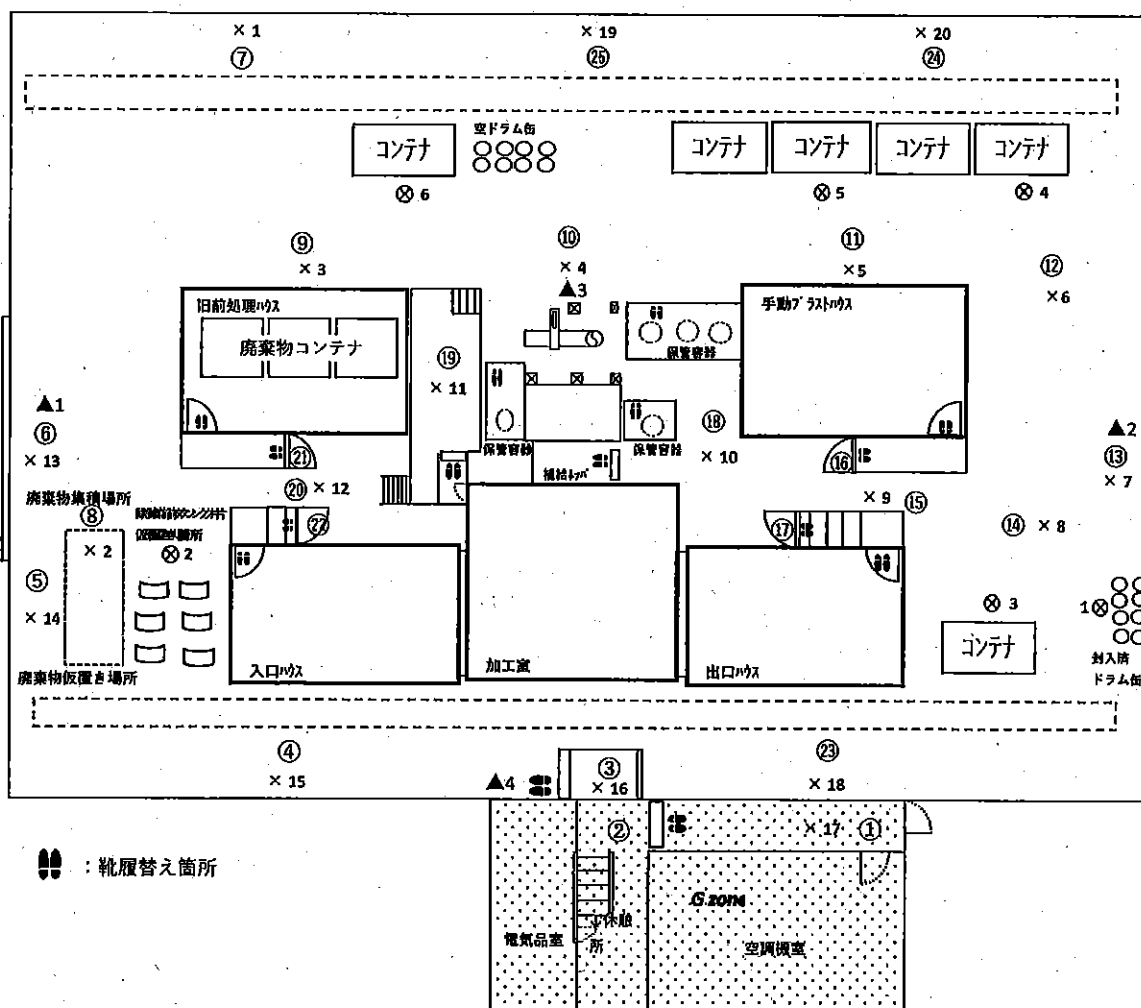 × 1
⑦
× 19
㉕
× 20
㉔
コンテナ
空ドラム缶
コンテナ
コンテナ
コンテナ
コンテナ
⊗ 6
⊗ 5
⊗ 4
⑨
× 3
⑩
× 4
▲3
⑪
× 5
⑫
× 6
旧前処理ハウス
廃棄物コンテナ
⑲
× 11
保管容器
手動ブラストハウス
▲1
⑥
× 13
㉑
保管容器
保管容器
⑱
× 10
⑯
▲2
⑬
× 7
補給ホッパ
⑳
× 12
廃棄物集積場所
⑧
× 2
⊗ 2
㉒
⑰
× 9
⑮
⑭
× 8
⑤
× 14
⊗ 3
1 ⊗
コンテナ
封入済
ドラム缶
廃棄物仮置き場所
入口ハウス
加工室
出口ハウス
④
× 15
▲4
③
× 16
㉓
× 18
②
× 17
①
：靴履替え箇所
G zone
電気品室
休憩
所
空調機室